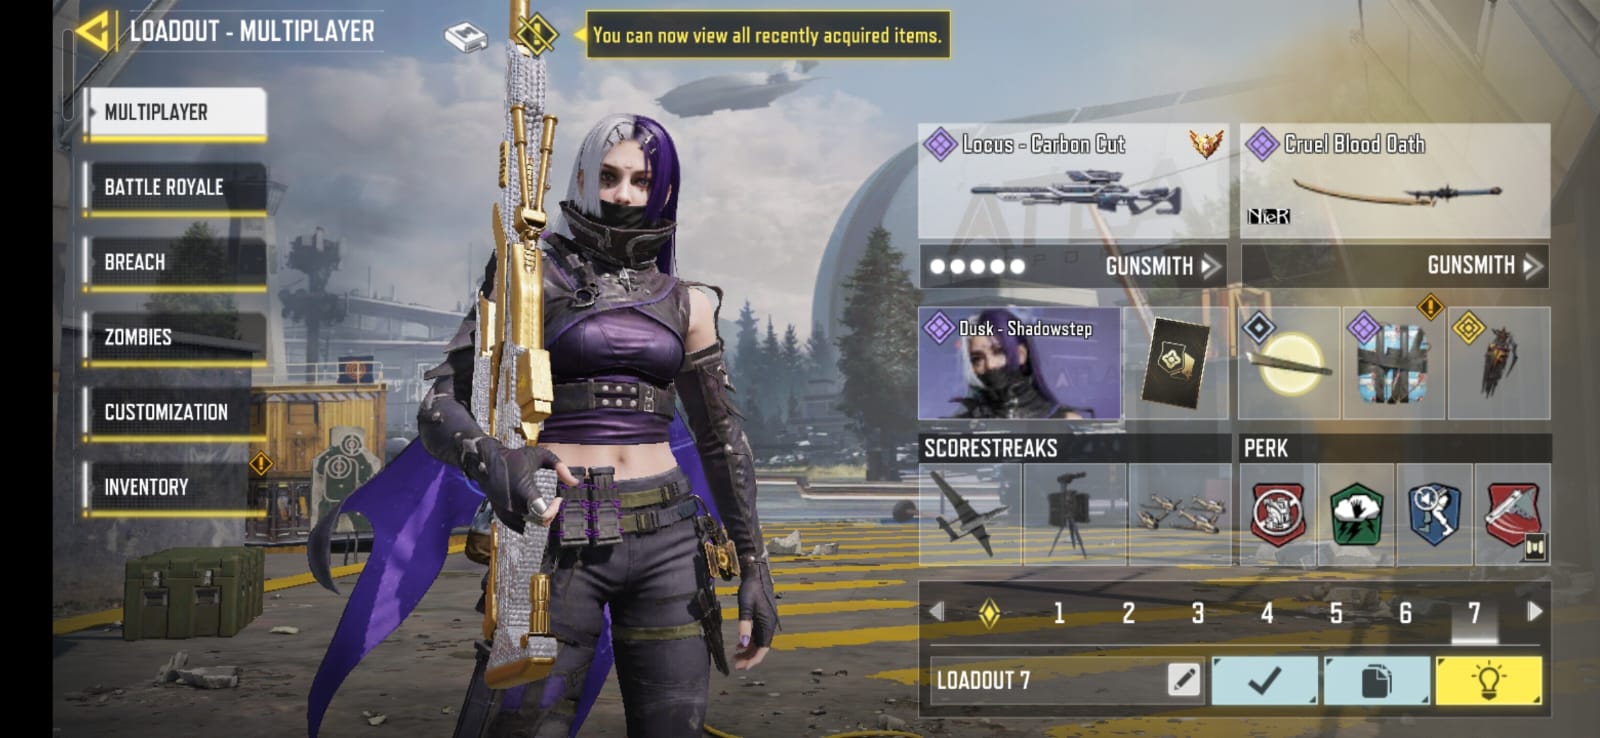 LOADOUT - MULTIPLAYER
You can now view all recently acquired items.
MULTIPLAYER
BATTLE ROYALE
BREACH
ZOMBIES
CUSTOMIZATION
INVENTORY
Locus - Carbon Cut
Cruel Blood Oath
NieR
GUNSMITH
GUNSMITH
Dusk - Shadowstep
SCORESTREAKS
PERK
1 2 3 4 5 6 7
LOADOUT 7